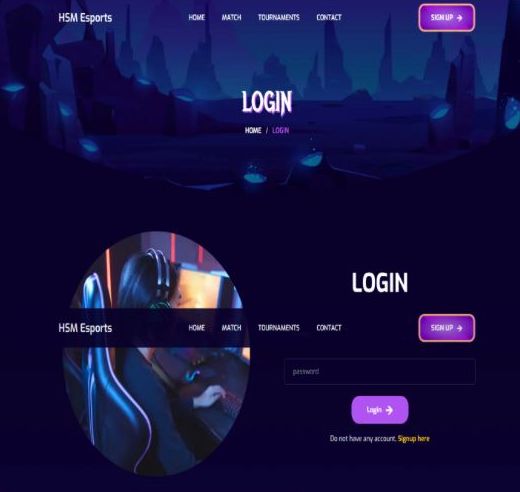 HSM Esports HOME MATCH TOURNAMENTS CONTACT SIGN UP
LOGIN
HOME / LOGIN
LOGIN
HSM Esports HOME MATCH TOURNAMENTS CONTACT SIGN UP
password
Login
Do not have any account, Signup here